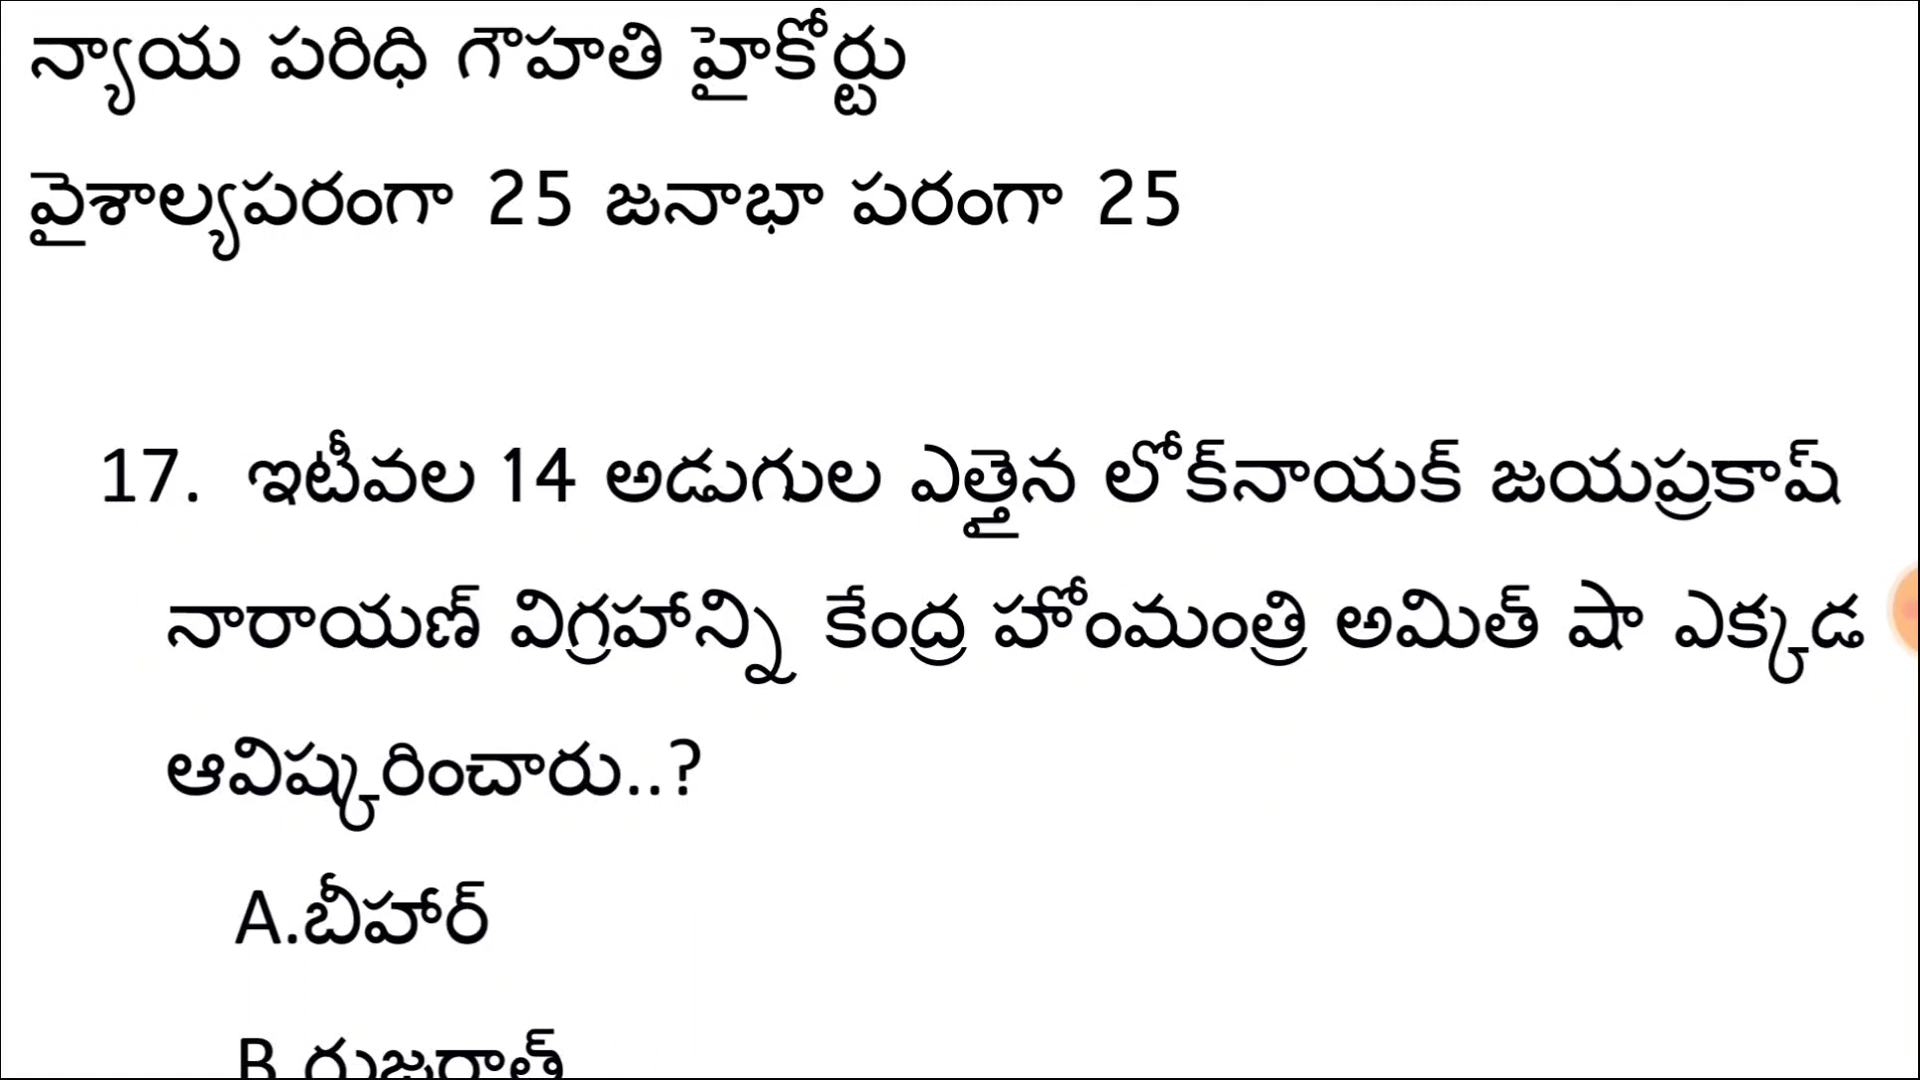 న్యాయ పరిధి గౌహతి హైకోర్టు
వైశాల్యపరంగా 25 జనాభా పరంగా 25
17. ఇటీవల 14 అడుగుల ఎత్తైన లోక్‌నాయక్ జయప్రకాష్
నారాయణ్ విగ్రహాన్ని కేంద్ర హోంమంత్రి అమిత్ షా ఎక్కడ
ఆవిష్కరించారు..?
A.బీహార్
B.గుజరాత్